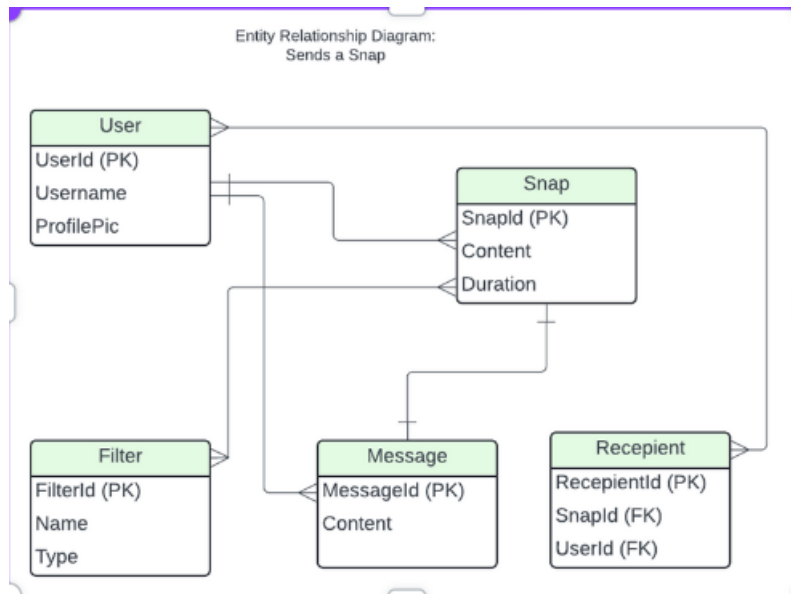 Entity Relationship Diagram:
Sends a Snap
User
UserId (PK)
Username
ProfilePic
Snap
SnapId (PK)
Content
Duration
Filter
FilterId (PK)
Name
Type
Message
MessageId (PK)
Content
Recepient
RecepientId (PK)
SnapId (FK)
UserId (FK)